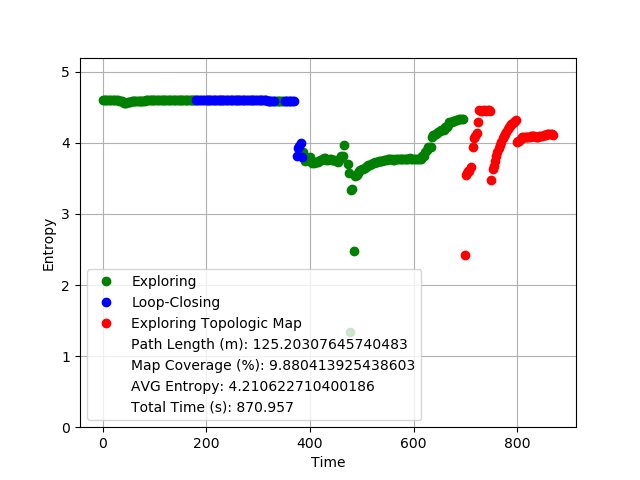 5
4
3
2
1
0
Entropy
Exploring
Loop-Closing
Exploring Topologic Map
Path Length (m): 125.20307645740483
Map Coverage (%): 9.880413925438603
AVG Entropy: 4.210622710400186
Total Time (s): 870.957
0 200 400 600 800
Time